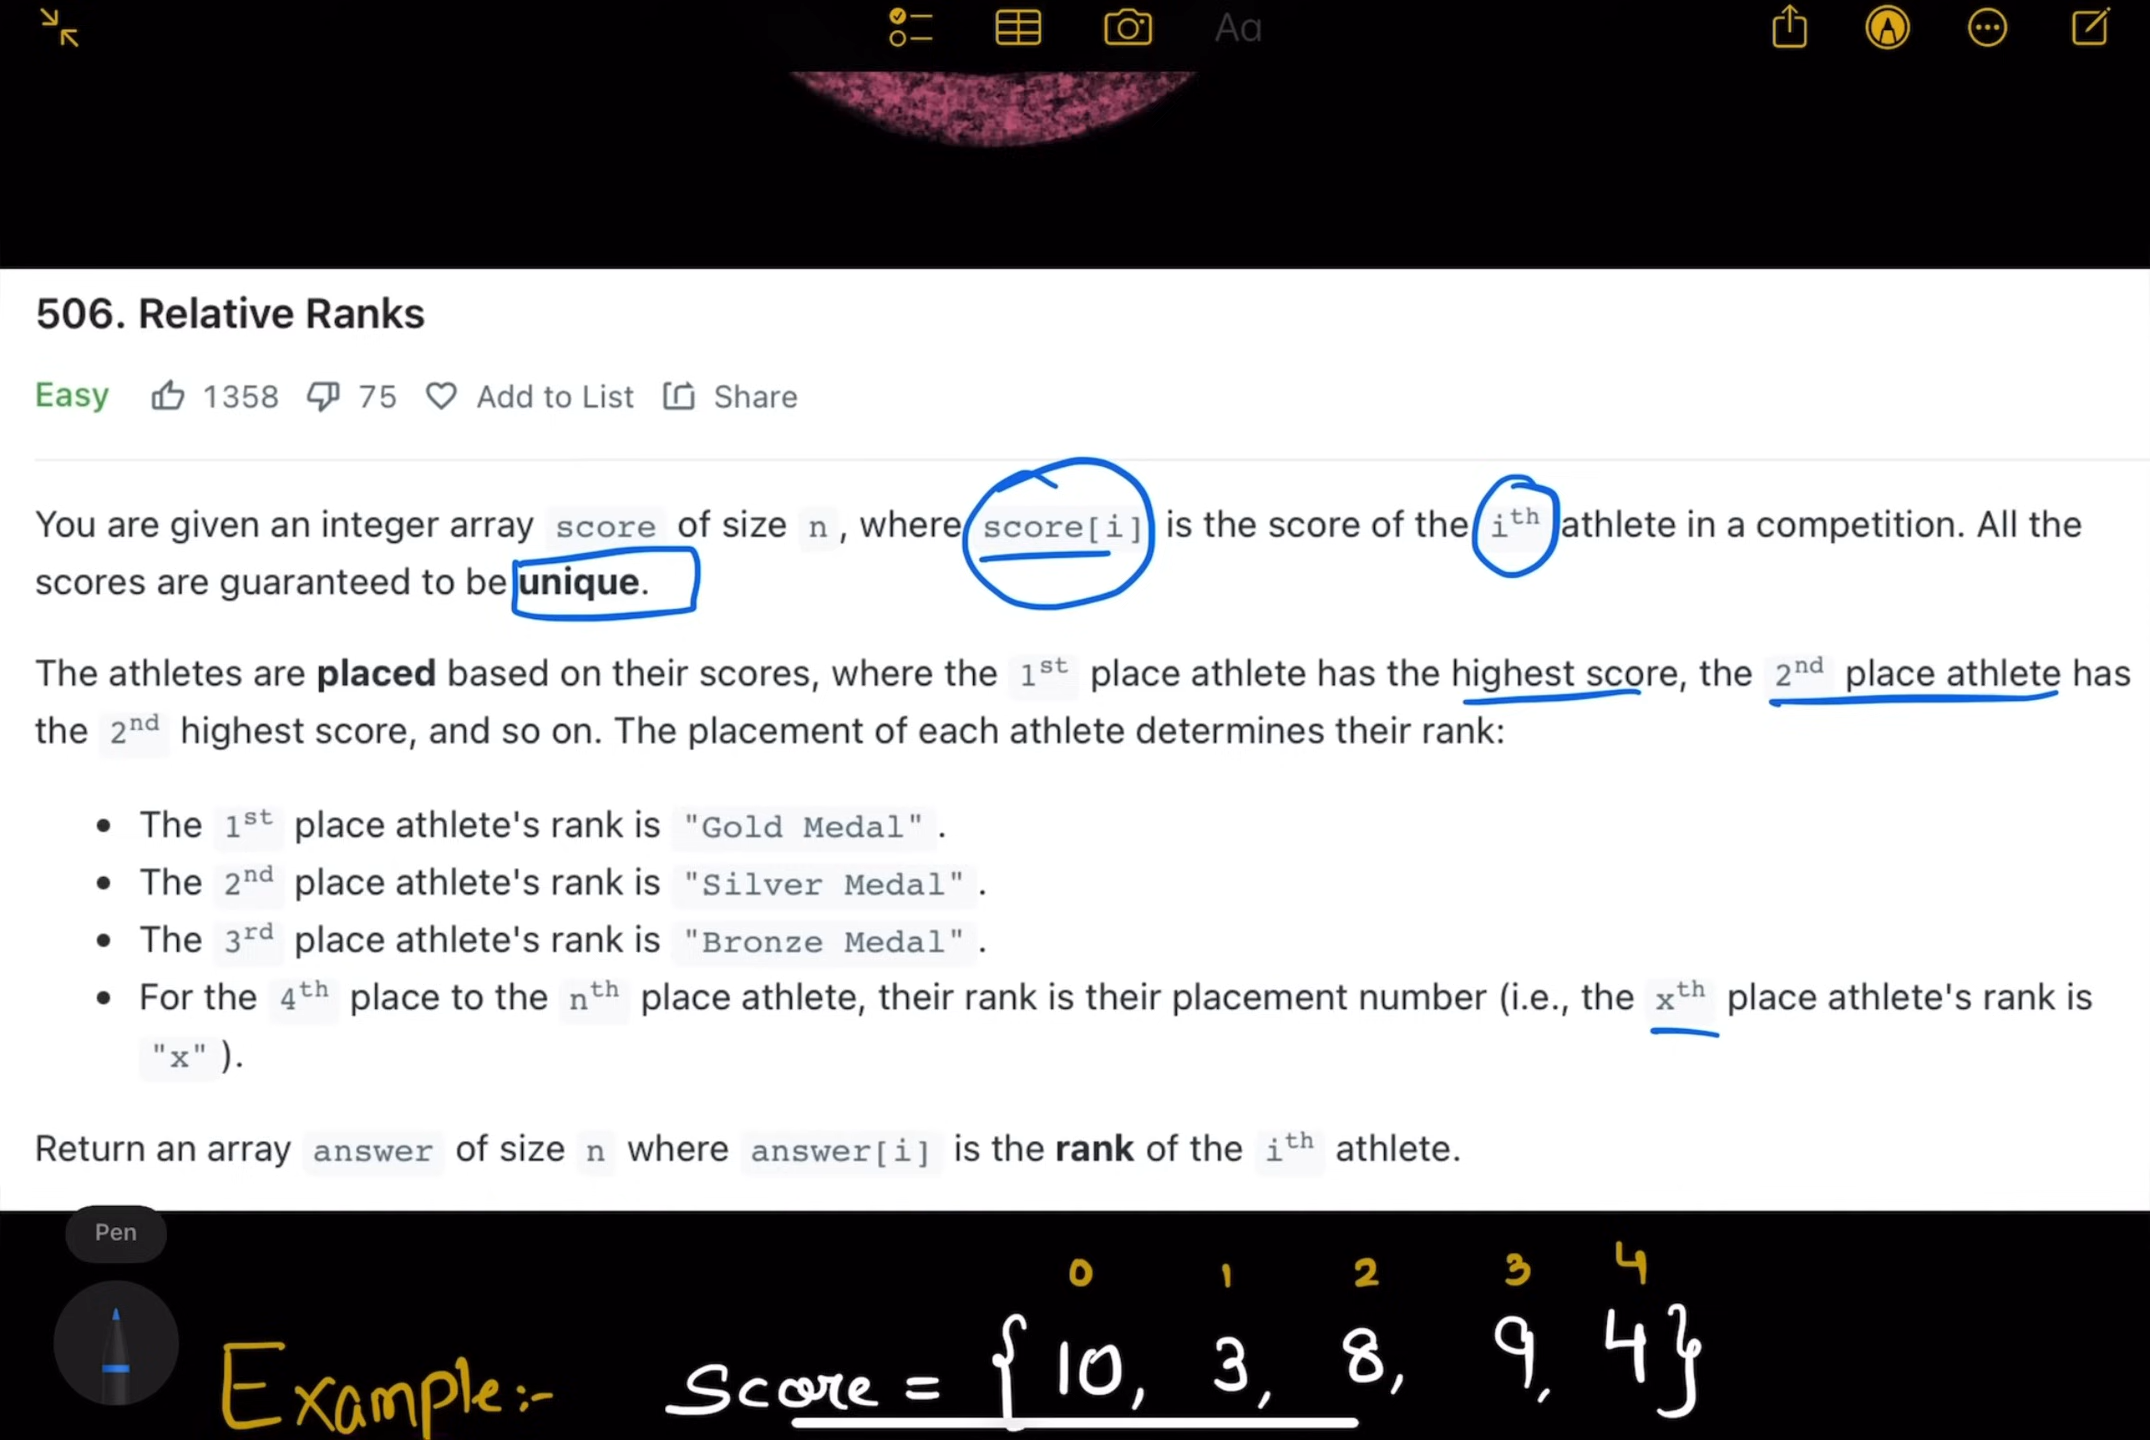 Aa
506. Relative Ranks
Easy 1358 75 Add to List Share
You are given an integer array score of size n, where score[i] is the score of the ith athlete in a competition. All the
scores are guaranteed to be unique.
The athletes are placed based on their scores, where the 1st place athlete has the highest score, the 2nd place athlete has
the 2nd highest score, and so on. The placement of each athlete determines their rank:
• The 1st place athlete's rank is "Gold Medal".
• The 2nd place athlete's rank is "Silver Medal".
• The 3rd place athlete's rank is "Bronze Medal".
• For the 4th place to the nth place athlete, their rank is their placement number (i.e., the xth place athlete's rank is
"x").
Return an array answer of size n where answer[i] is the rank of the ith athlete.
Pen
0 1 2 3 4
Example:- Score = { 10, 3, 8, 9, 4 }